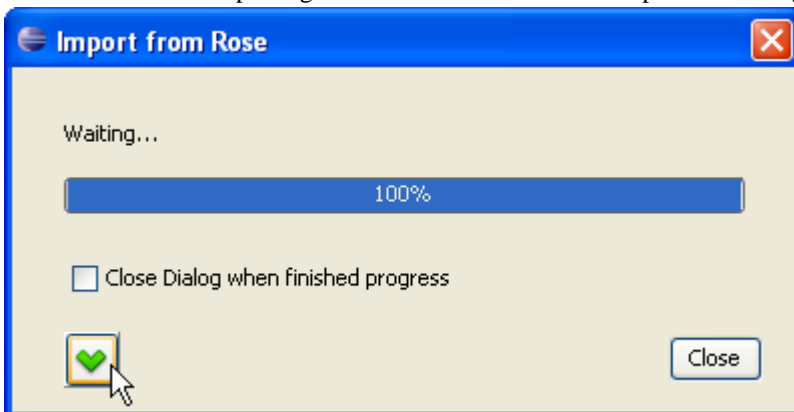 Import from Rose
Waiting...
100%
Close Dialog when finished progress
Close